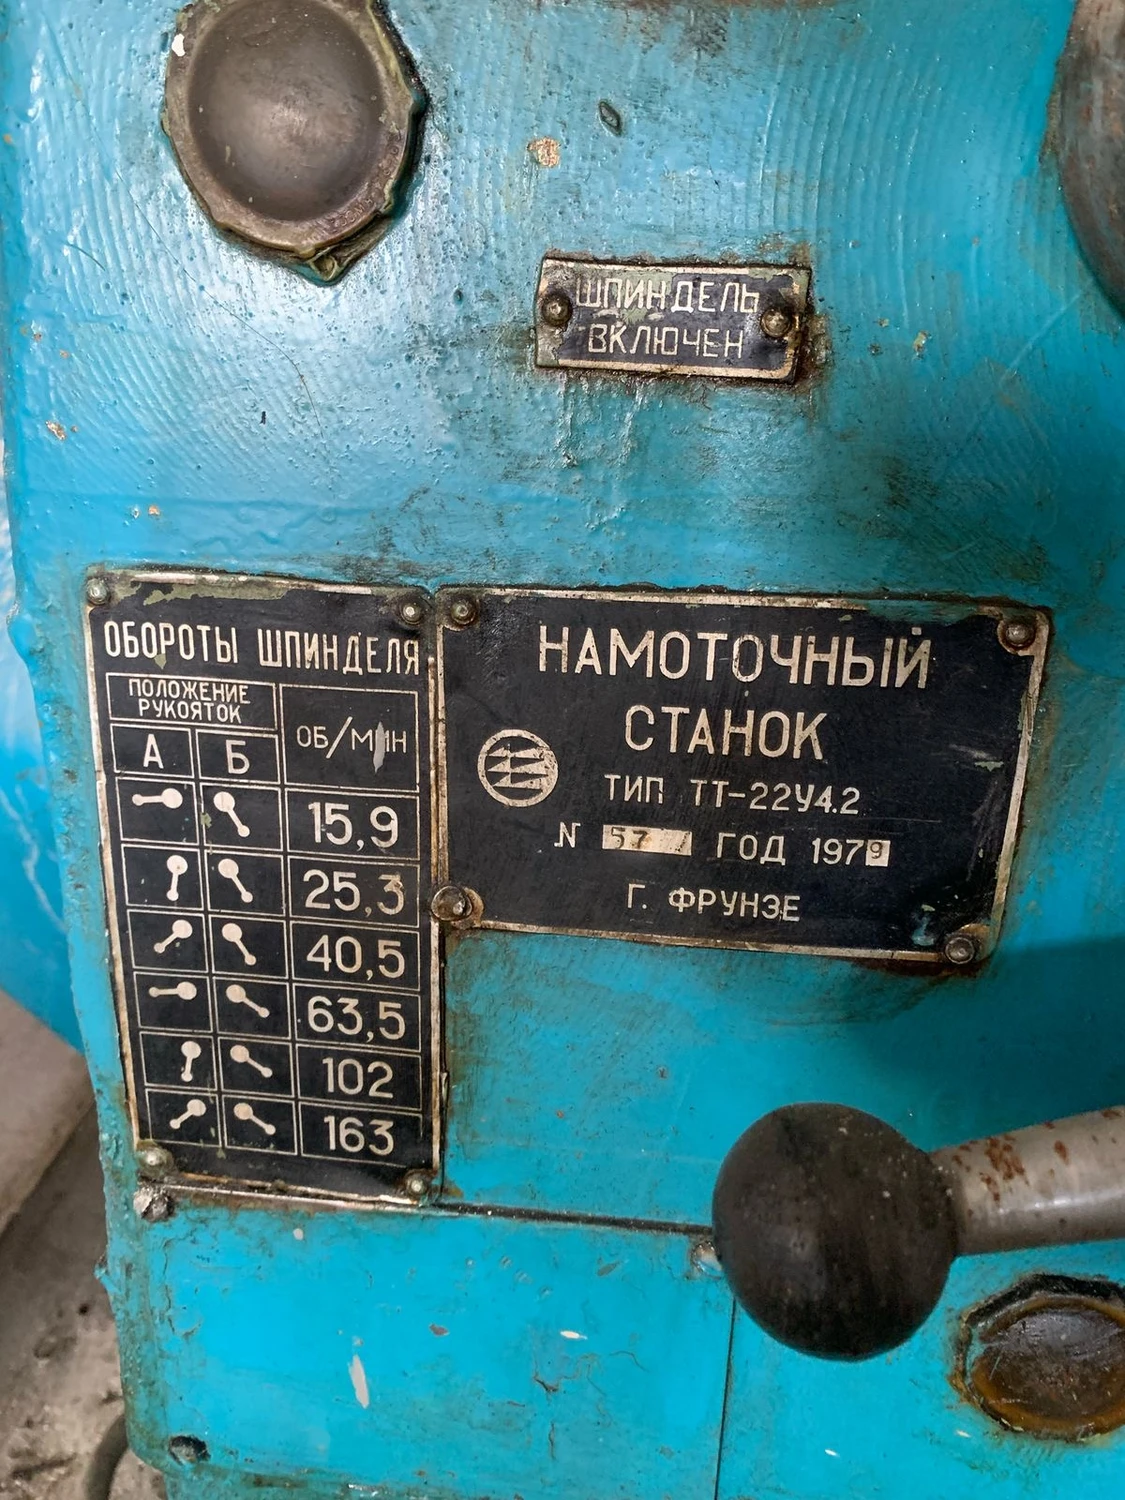 ШПИНДЕЛЬ
ВКЛЮЧЕН
ОБОРОТЫ ШПИНДЕЛЯ
ПОЛОЖЕНИЕ
РУКОЯТОК
ОБ/МИН
А Б
15,9
25,3
40,5
63,5
102
163
НАМОТОЧНЫЙ
СТАНОК
ТИП ТТ-22У4.2
N 57 ГОД 1979
Г. ФРУНЗЕ